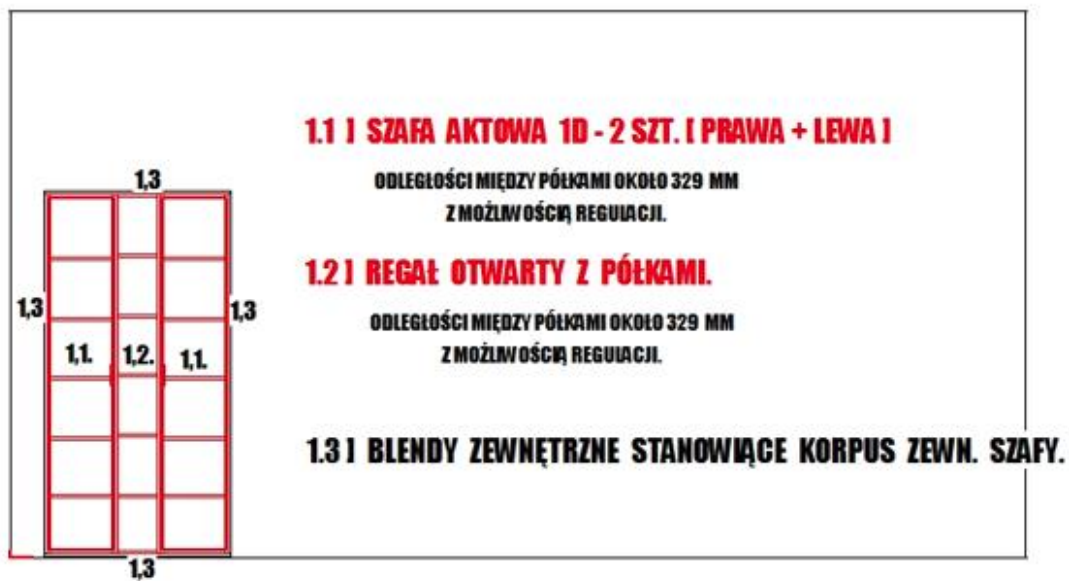 1.1 ] SZAFA AKTOWA 1D - 2 SZT. [ PRAWA + LEWA ]
ODLEGŁOŚCI MIĘDZY PÓŁKAMI OKOŁO 329 MM
Z MOŻLIWOŚCIĄ REGULACJI.
1.2 ] REGAŁ OTWARTY Z PÓŁKAMI.
ODLEGŁOŚCI MIĘDZY PÓŁKAMI OKOŁO 329 MM
Z MOŻLIWOŚCIĄ REGULACJI.
1.3 ] BLENDY ZEWNĘTRZNE STANOWIĄCE KORPUS ZEWN. SZAFY.
1,3
1,3
1,3
1,1.
1,2.
1,1.
1,3